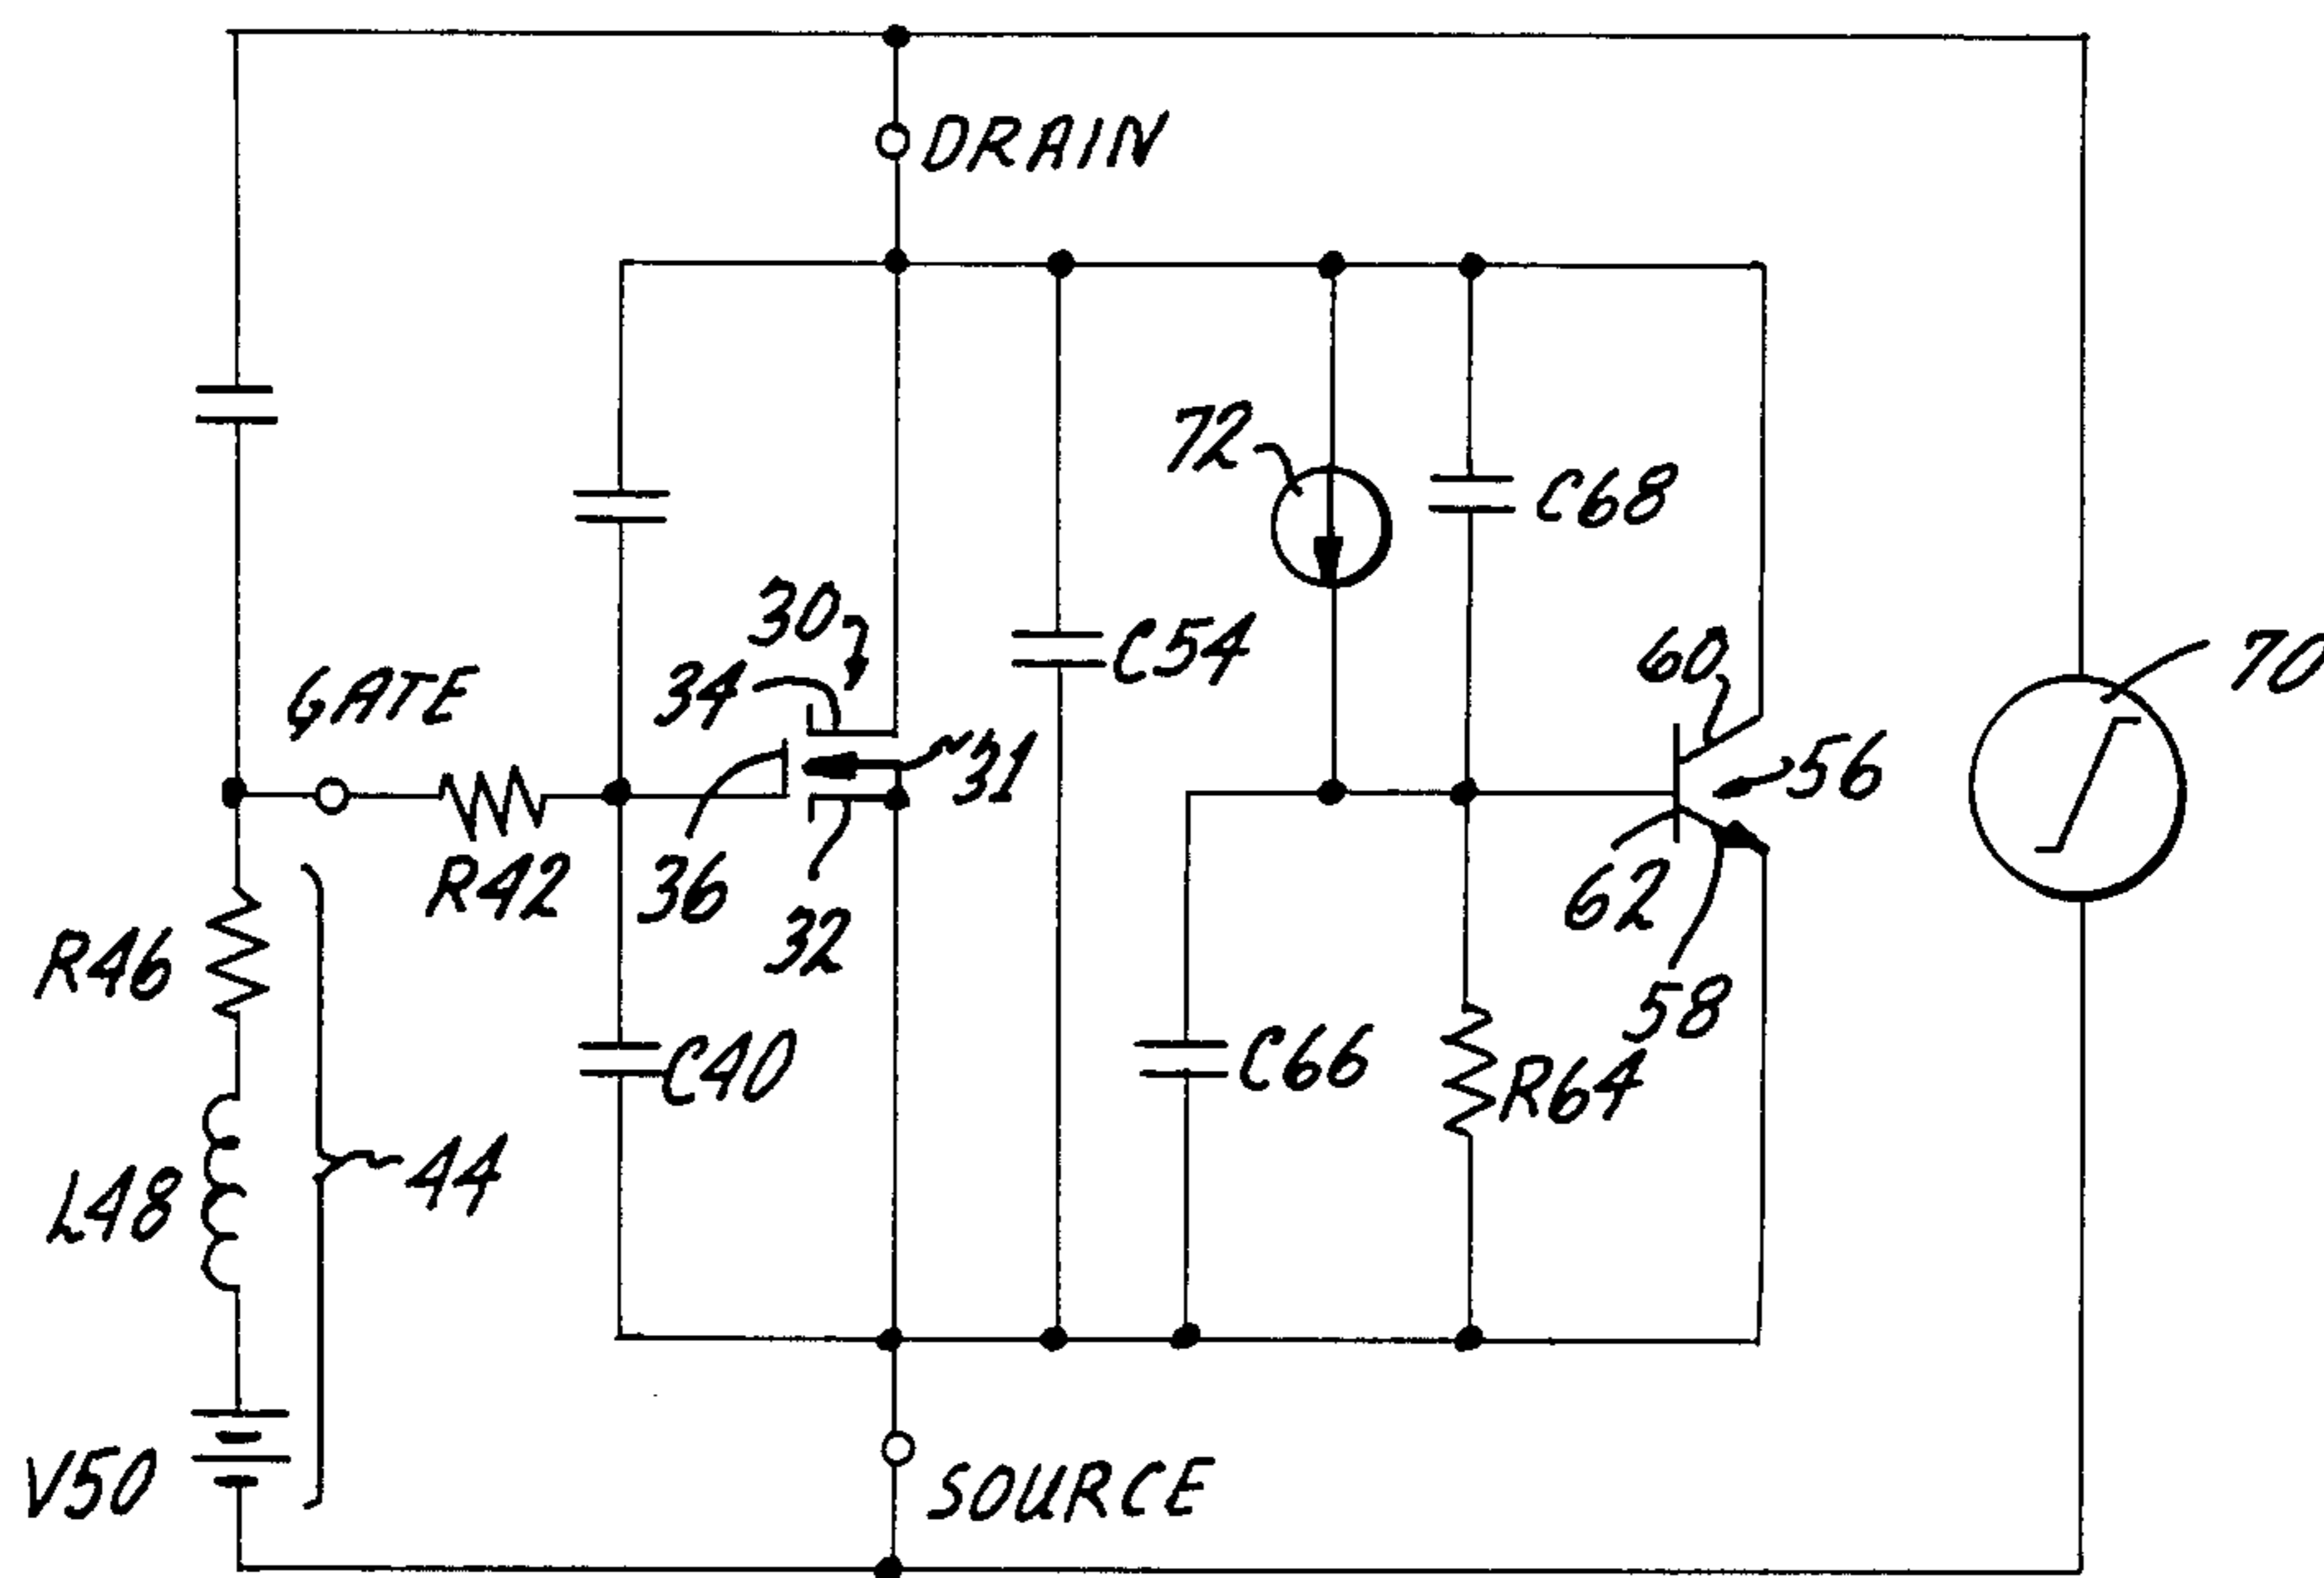 DRAIN
72
C68
30
60
70
GATE
34
C54
31
56
R42
36
32
62
R46
58
C40
C66
R64
L48
44
V50
SOURCE